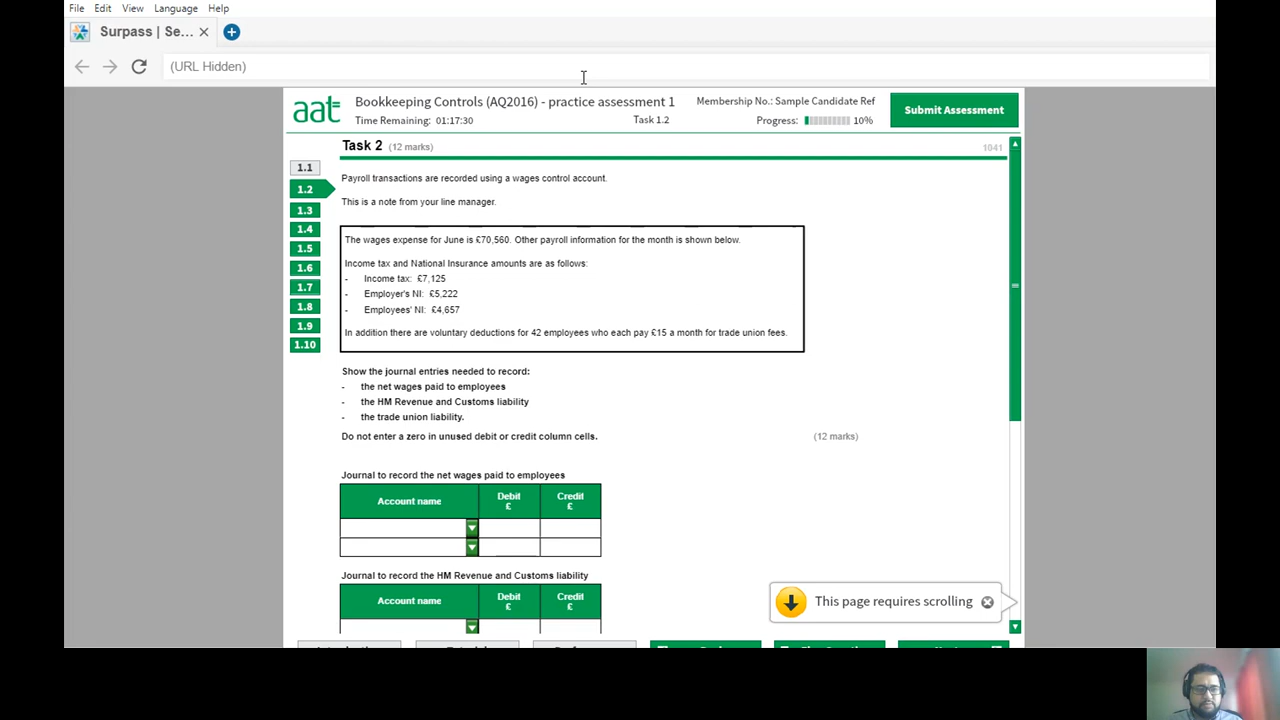 File Edit View Language Help
Surpass | Se...
(URL Hidden)
aat
Bookkeeping Controls (AQ2016) - practice assessment 1
Membership No.: Sample Candidate Ref
Submit Assessment
Time Remaining: 01:17:30
Task 1.2
Progress: 10%
Task 2 (12 marks)
1041
1.1
1.2
1.3
1.4
1.5
1.6
1.7
1.8
1.9
1.10
Payroll transactions are recorded using a wages control account.
This is a note from your line manager.
The wages expense for June is £70,560. Other payroll information for the month is shown below.
Income tax and National Insurance amounts are as follows:
- Income tax: £7,125
- Employer's NI: £5,222
- Employees' NI: £4,657
In addition there are voluntary deductions for 42 employees who each pay £15 a month for trade union fees.
Show the journal entries needed to record:
- the net wages paid to employees
- the HM Revenue and Customs liability
- the trade union liability.
Do not enter a zero in unused debit or credit column cells.
(12 marks)
Journal to record the net wages paid to employees
Account name Debit £ Credit £
Journal to record the HM Revenue and Customs liability
Account name Debit £ Credit £
This page requires scrolling